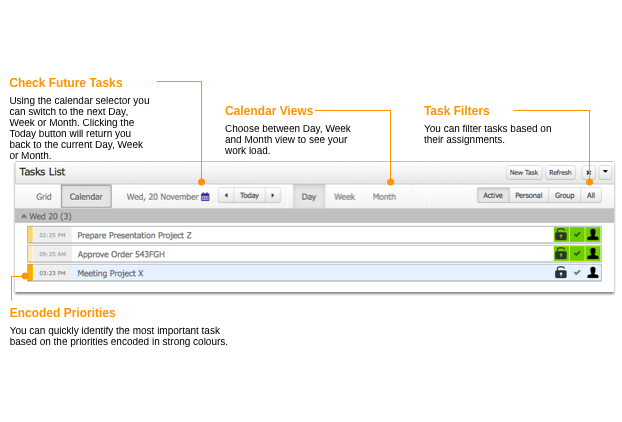 Check Future Tasks
Using the calendar selector you
can switch to the next Day,
Week or Month. Clicking the
Today button will return you
back to the current Day, Week
or Month.
Calendar Views
Choose between Day, Week
and Month view to see your
work load.
Task Filters
You can filter tasks based on
their assignments.
Tasks List
New Task Refresh
Grid Calendar Wed, 20 November Today Day Week Month Active Personal Group All
Wed 20 (3)
02:25 PM Prepare Presentation Project Z
09:25 AM Approve Order 543FGH
03:23 PM Meeting Project X
Encoded Priorities
You can quickly identify the most important task
based on the priorities encoded in strong colours.